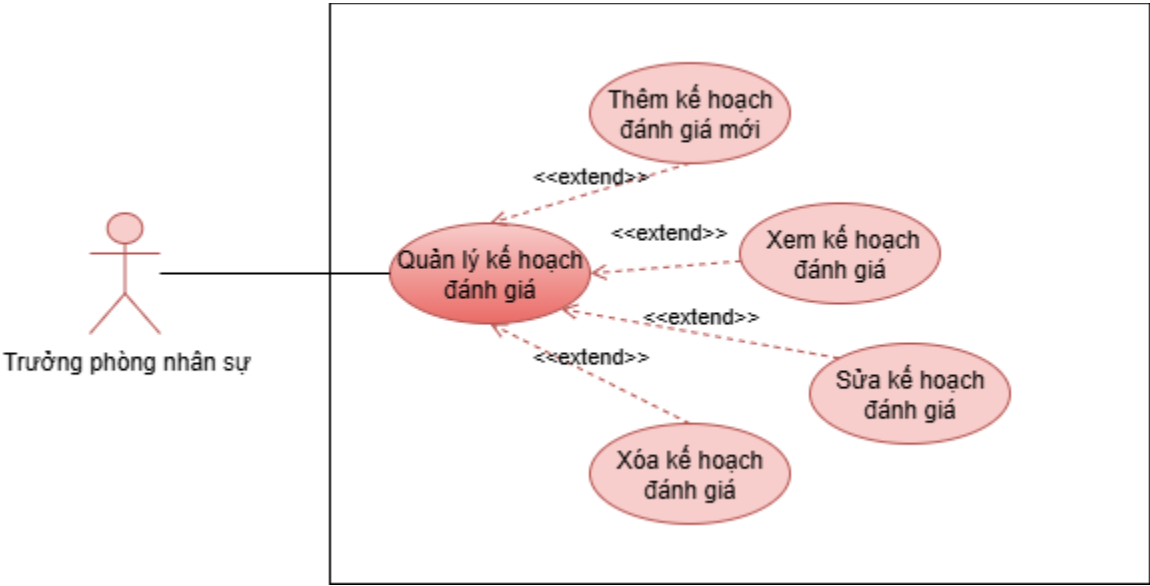 Thêm kế hoạch
đánh giá mới
<<extend>>
<<extend>>
Xem kế hoạch
đánh giá
Quản lý kế hoạch
đánh giá
<<extend>>
<<extend>>
Trưởng phòng nhân sự
Sửa kế hoạch
đánh giá
Xóa kế hoạch
đánh giá